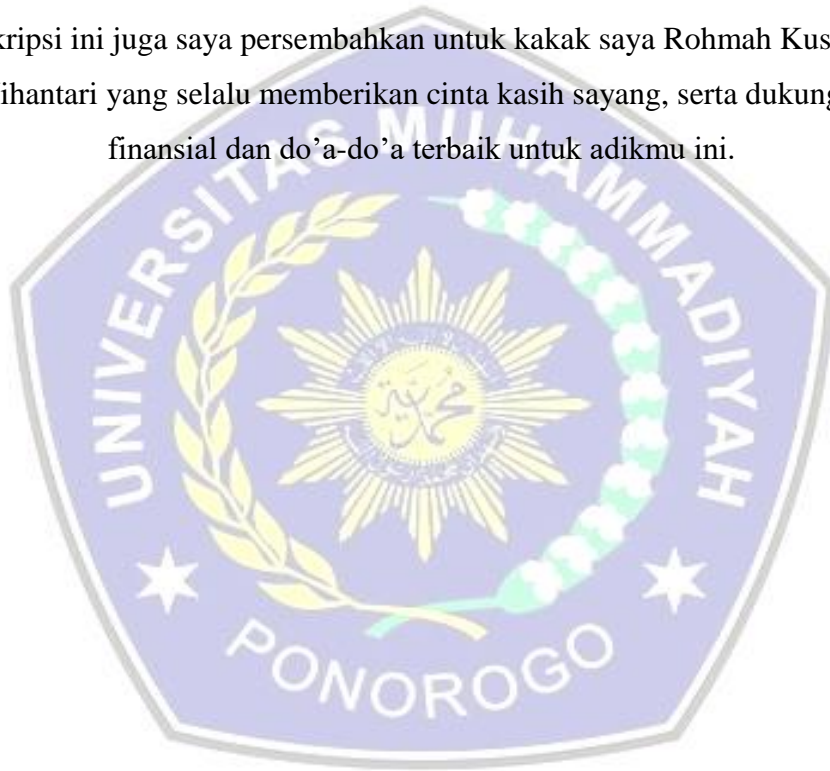 kripsi ini juga saya persembahkan untuk kakak saya Rohmah Kus
ihantari yang selalu memberikan cinta kasih sayang, serta dukung
finansial dan do’a-do’a terbaik untuk adikmu ini.
UNIVERSITAS MUHAMMADIYAH
محمدية
PONOROGO